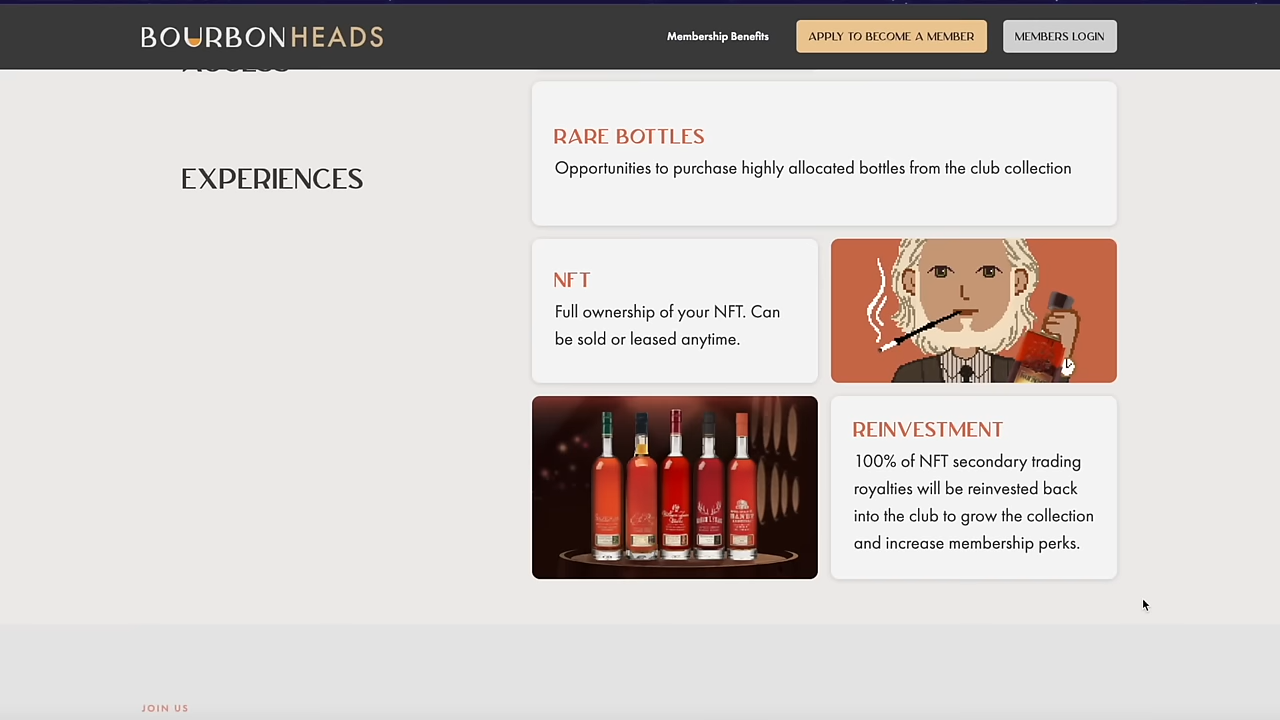 BOURBONHEADS
Membership Benefits
APPLY TO BECOME A MEMBER
MEMBERS LOGIN
ACCESS
EXPERIENCES
RARE BOTTLES
Opportunities to purchase highly allocated bottles from the club collection
NFT
Full ownership of your NFT. Can
be sold or leased anytime.
REINVESTMENT
100% of NFT secondary trading
royalties will be reinvested back
into the club to grow the collection
and increase membership perks.
JOIN US